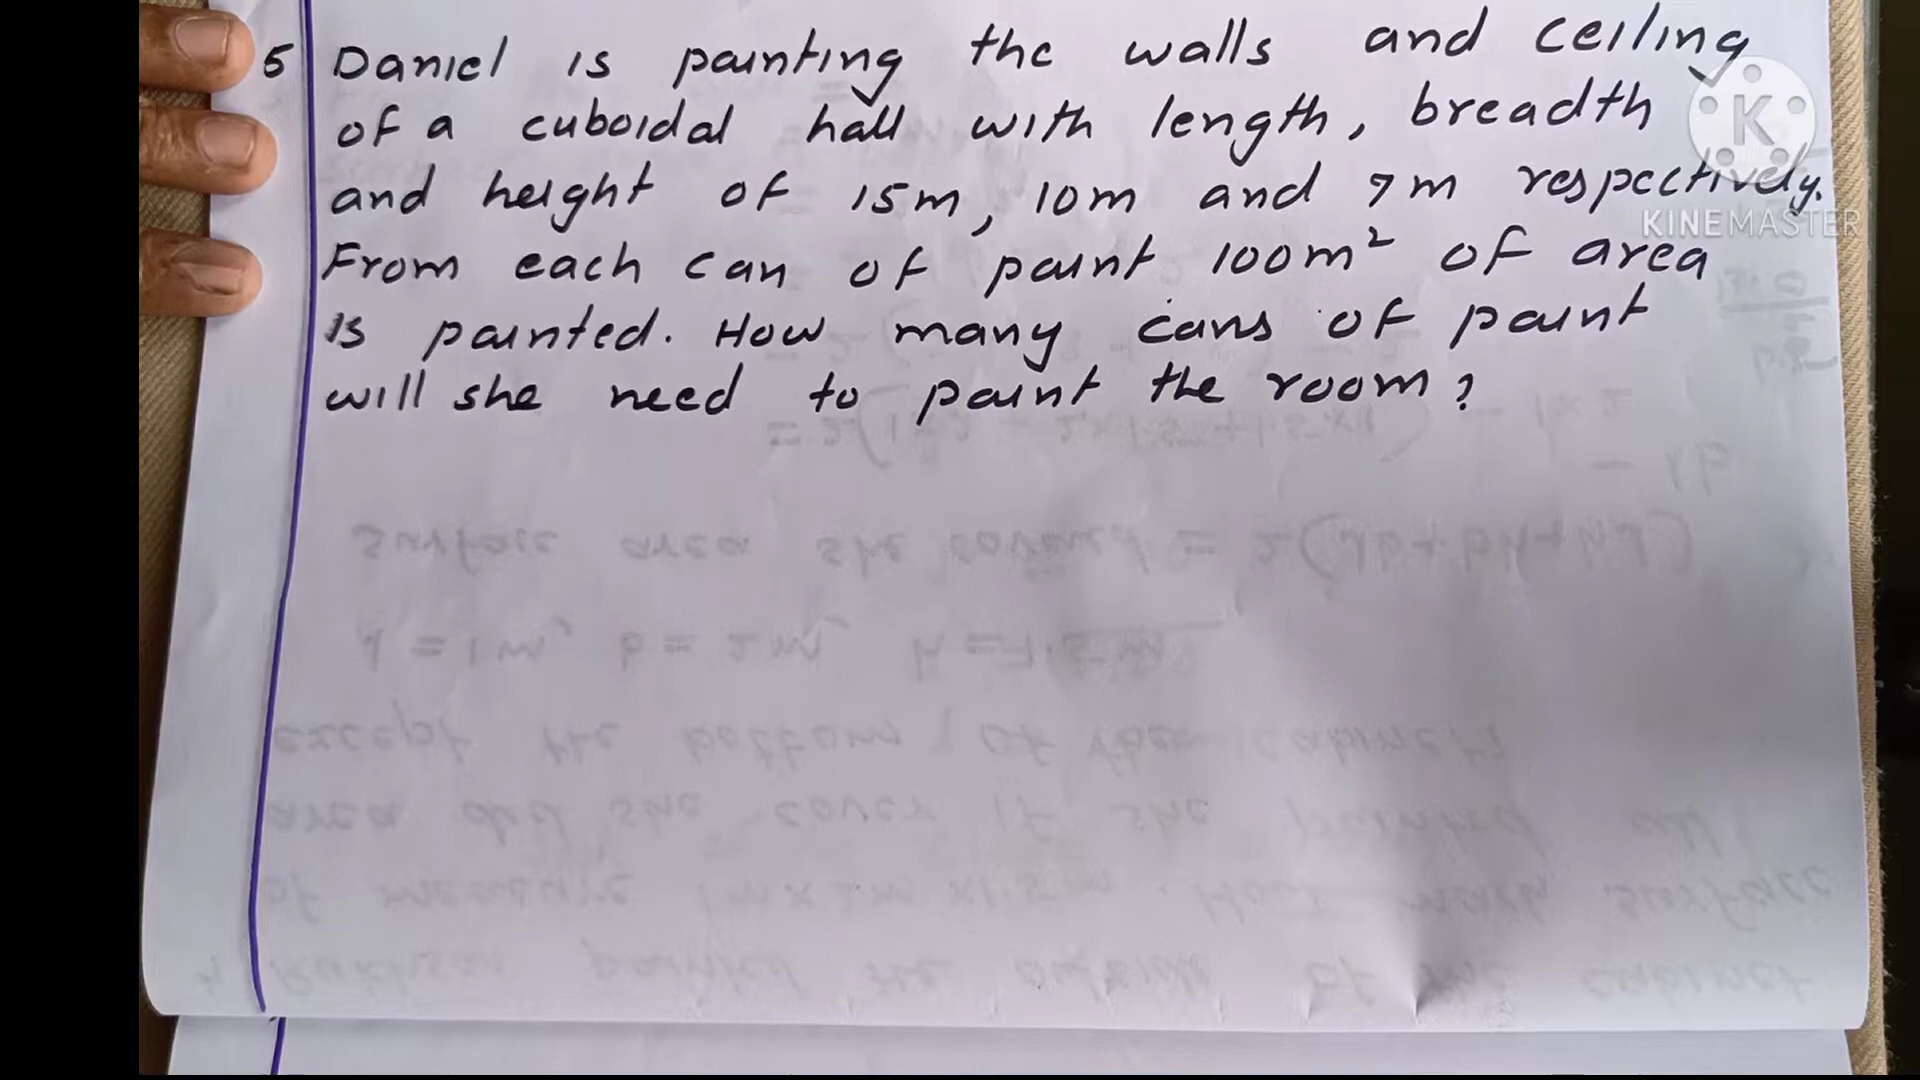 5 Daniel is painting the walls and ceiling
of a cuboidal hall with length, breadth
and height of 15m, 10m and 7m respectively.
From each can of paint 100m² of area
is painted. How many cans of paint
will she need to paint the room?
K
KINEMASTER